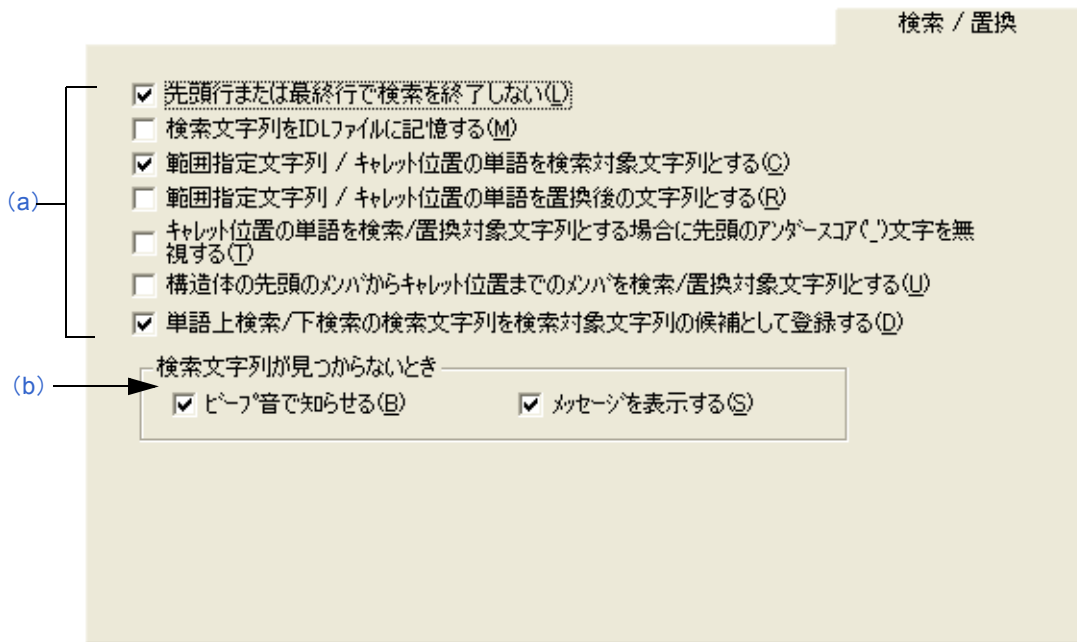 検索 / 置換
先頭行または最終行で検索を終了しない(L)
検索文字列をIDLファイルに記憶する(M)
範囲指定文字列 / キャレット位置の単語を検索対象文字列とする(C)
(a)
範囲指定文字列 / キャレット位置の単語を置換後の文字列とする(R)
キャレット位置の単語を検索/置換対象文字列とする場合に先頭のアンダースコア('_')文字を無
視する(T)
構造体の先頭のメンバからキャレット位置までのメンバを検索/置換対象文字列とする(U)
単語上検索/下検索の検索文字列を検索対象文字列の候補として登録する(D)
検索文字列が見つからないとき
(b)
ビープ音で知らせる(B) メッセージを表示する(S)